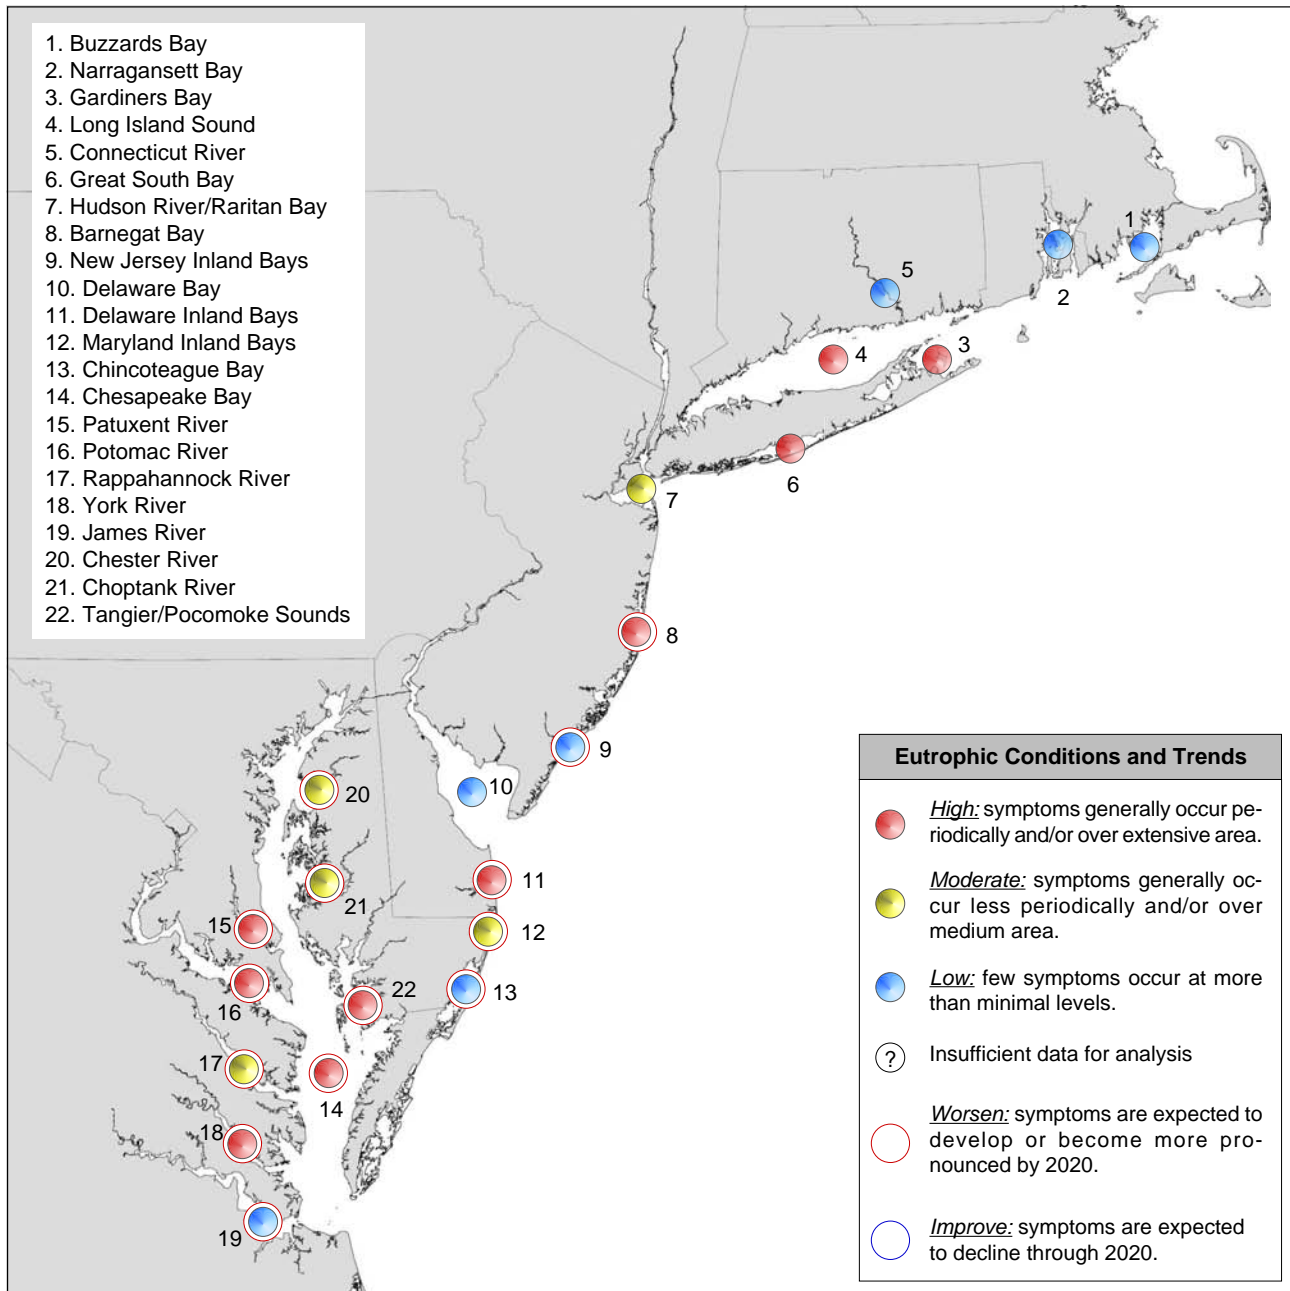 1. Buzzards Bay
2. Narragansett Bay
3. Gardiners Bay
4. Long Island Sound
5. Connecticut River
6. Great South Bay
7. Hudson River/Raritan Bay
8. Barnegat Bay
9. New Jersey Inland Bays
10. Delaware Bay
11. Delaware Inland Bays
12. Maryland Inland Bays
13. Chincoteague Bay
14. Chesapeake Bay
15. Patuxent River
16. Potomac River
17. Rappahannock River
18. York River
19. James River
20. Chester River
21. Choptank River
22. Tangier/Pocomoke Sounds
1
2
5
4
3
6
7
8
9
10
20
11
21
12
15
13
22
16
17
14
18
19
Eutrophic Conditions and Trends
High: symptoms generally occur pe-
riodically and/or over extensive area.
Moderate: symptoms generally oc-
cur less periodically and/or over
medium area.
Low: few symptoms occur at more
than minimal levels.
? Insufficient data for analysis
Worsen: symptoms are expected to
develop or become more pro-
nounced by 2020.
Improve: symptoms are expected
to decline through 2020.